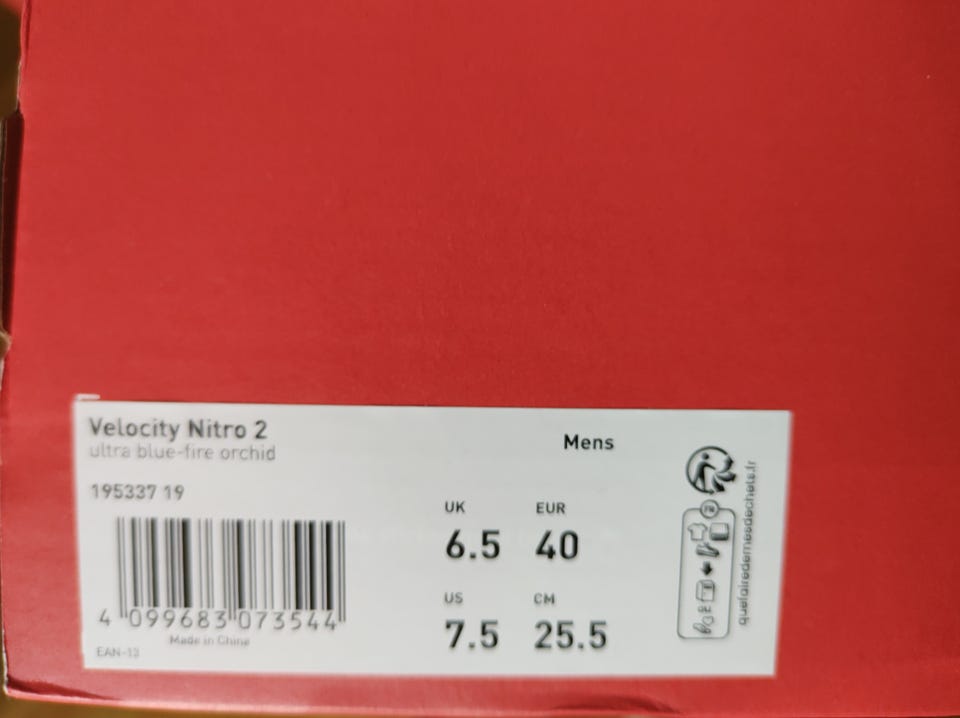 Velocity Nitro 2
ultra blue-fire orchid
195337 19
4 099683 073544
Made in China
EAN-13
Mens
UK EUR
6.5 40
US CM
7.5 25.5
FR
quefairedemesdechets.fr